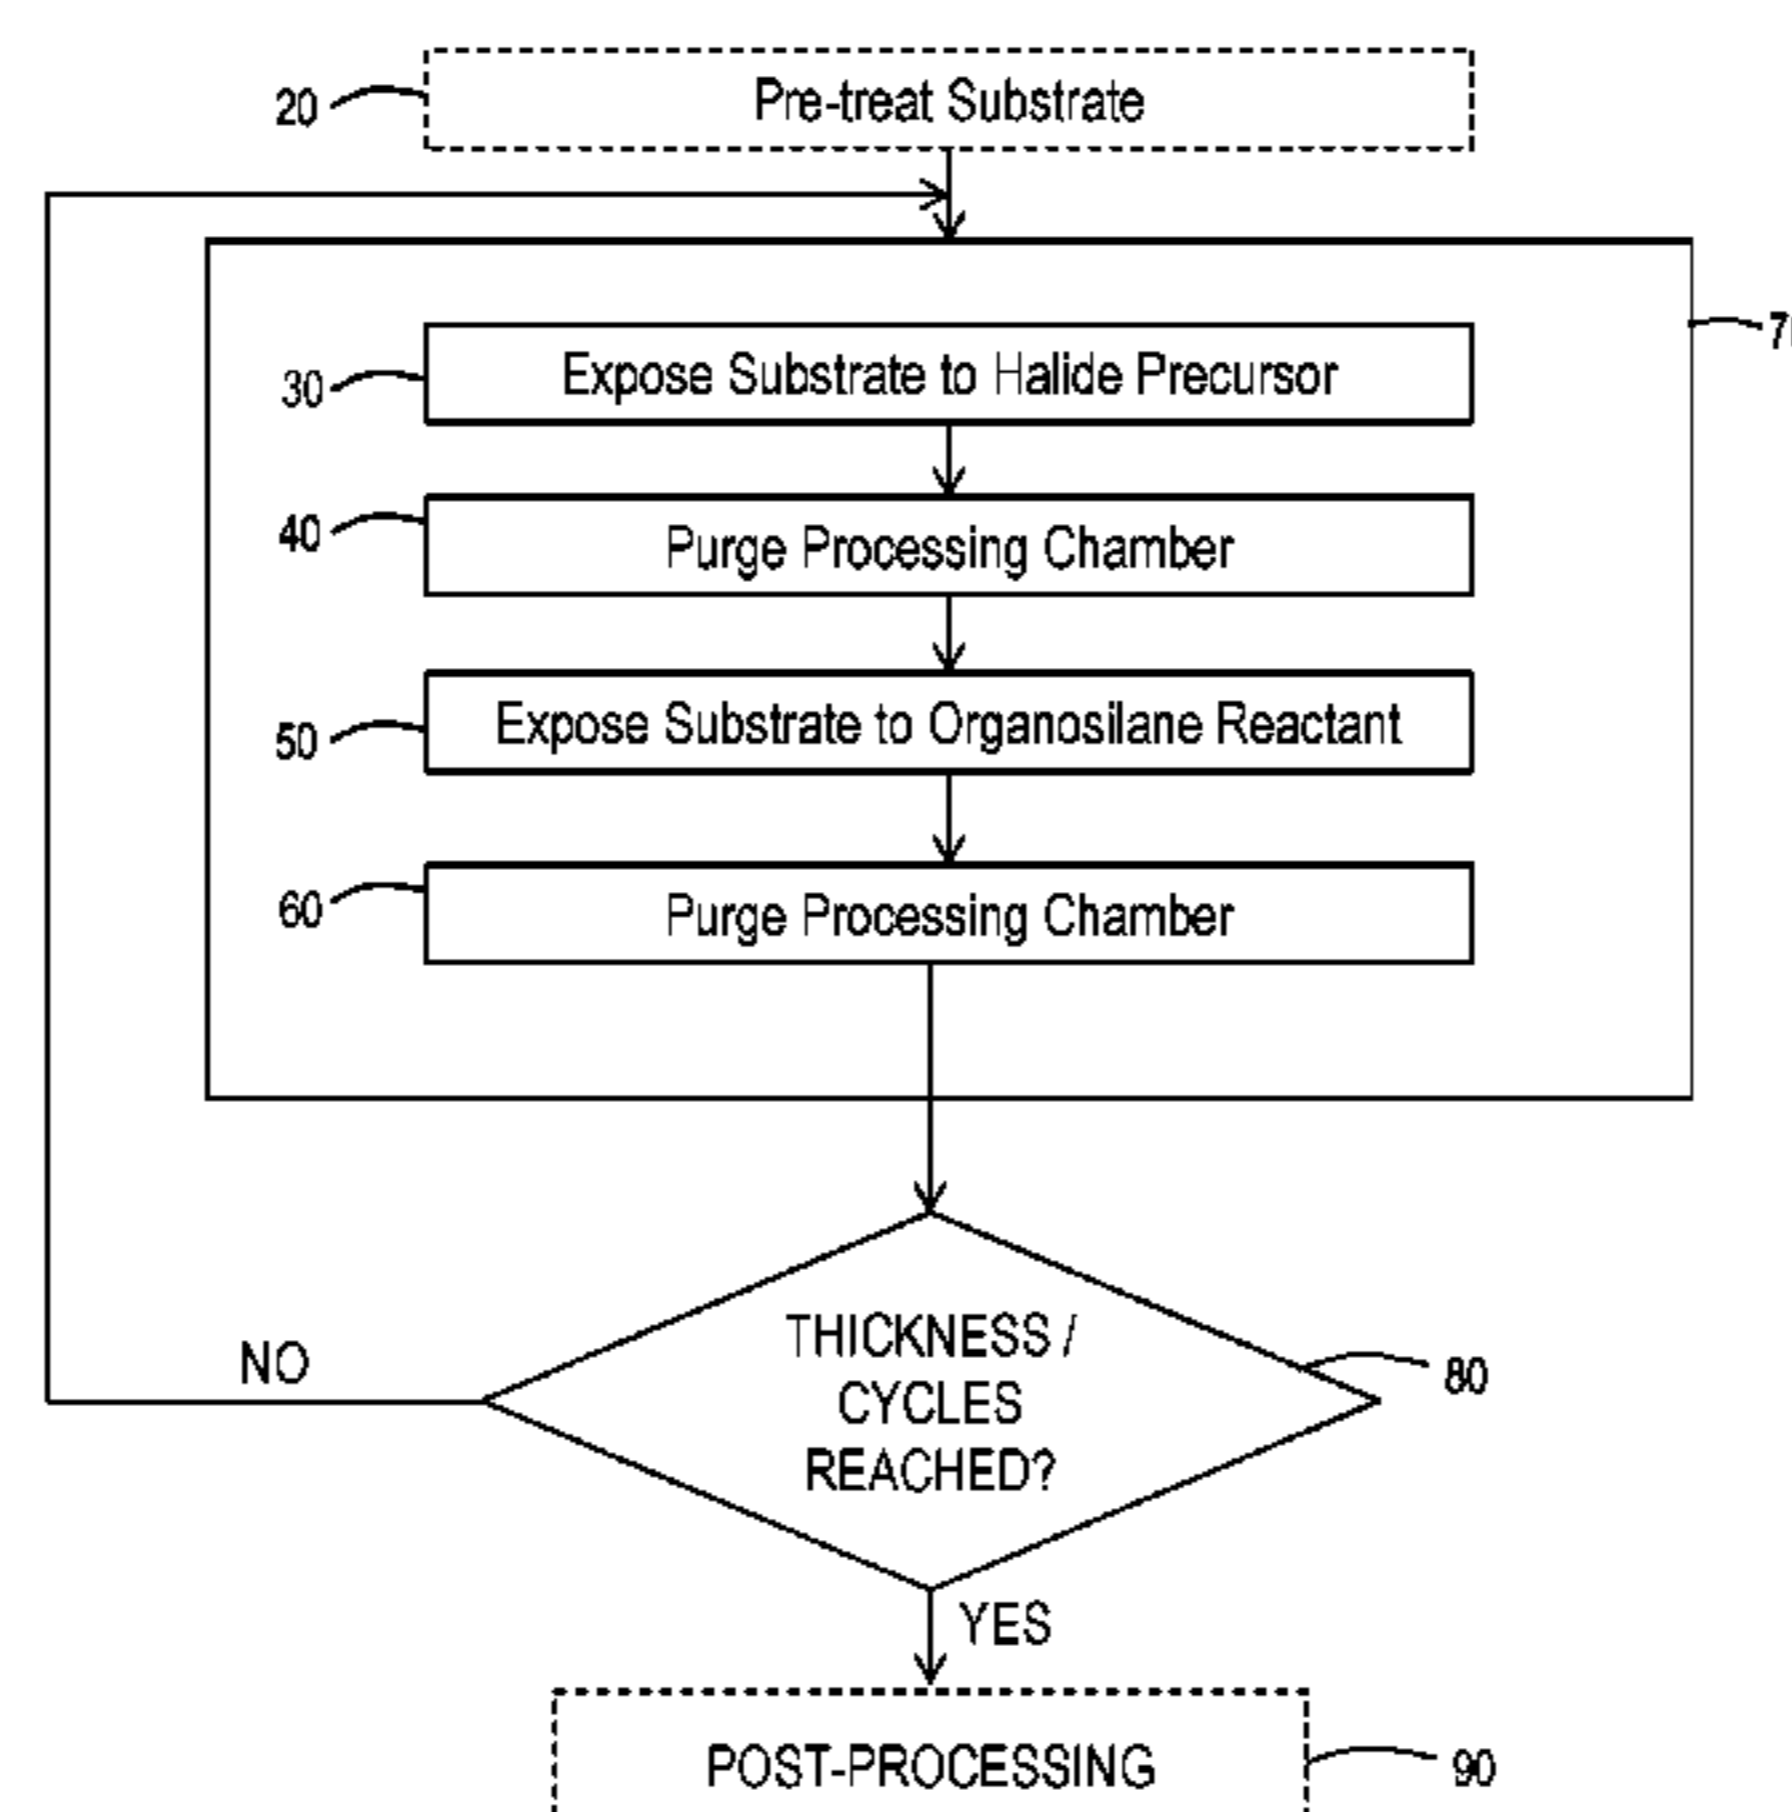 20 Pre-treat Substrate
30 Expose Substrate to Halide Precursor
40 Purge Processing Chamber
50 Expose Substrate to Organosilane Reactant
60 Purge Processing Chamber
THICKNESS /
CYCLES
REACHED?
80
NO
YES
POST-PROCESSING 90